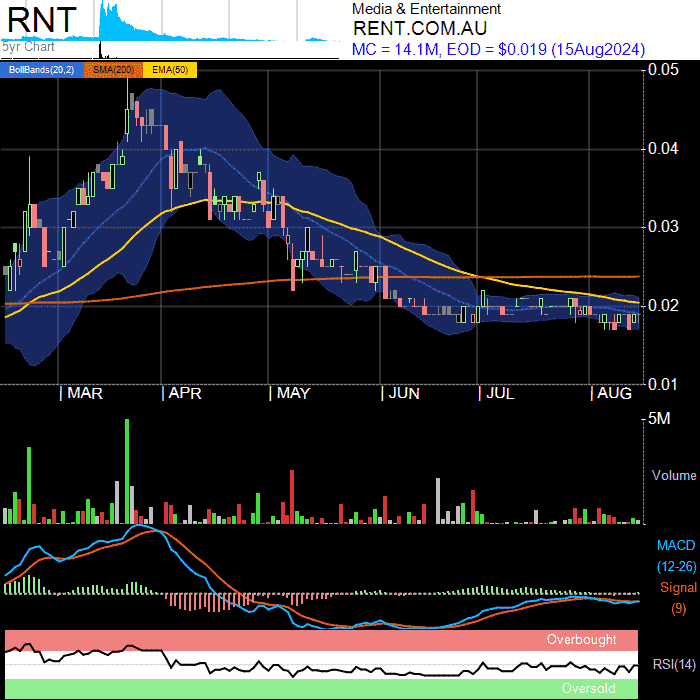 RNT
5yr Chart
Media & Entertainment
RENT.COM.AU
MC = 14.1M, EOD = $0.019 (15Aug2024)
BollBands(20,2) SMA(200) EMA(50)
0.05
0.04
0.03
0.02
0.01
MAR APR MAY JUN JUL AUG
5M
Volume
MACD
(12-26)
Signal
(9)
Overbought
RSI(14)
Oversold